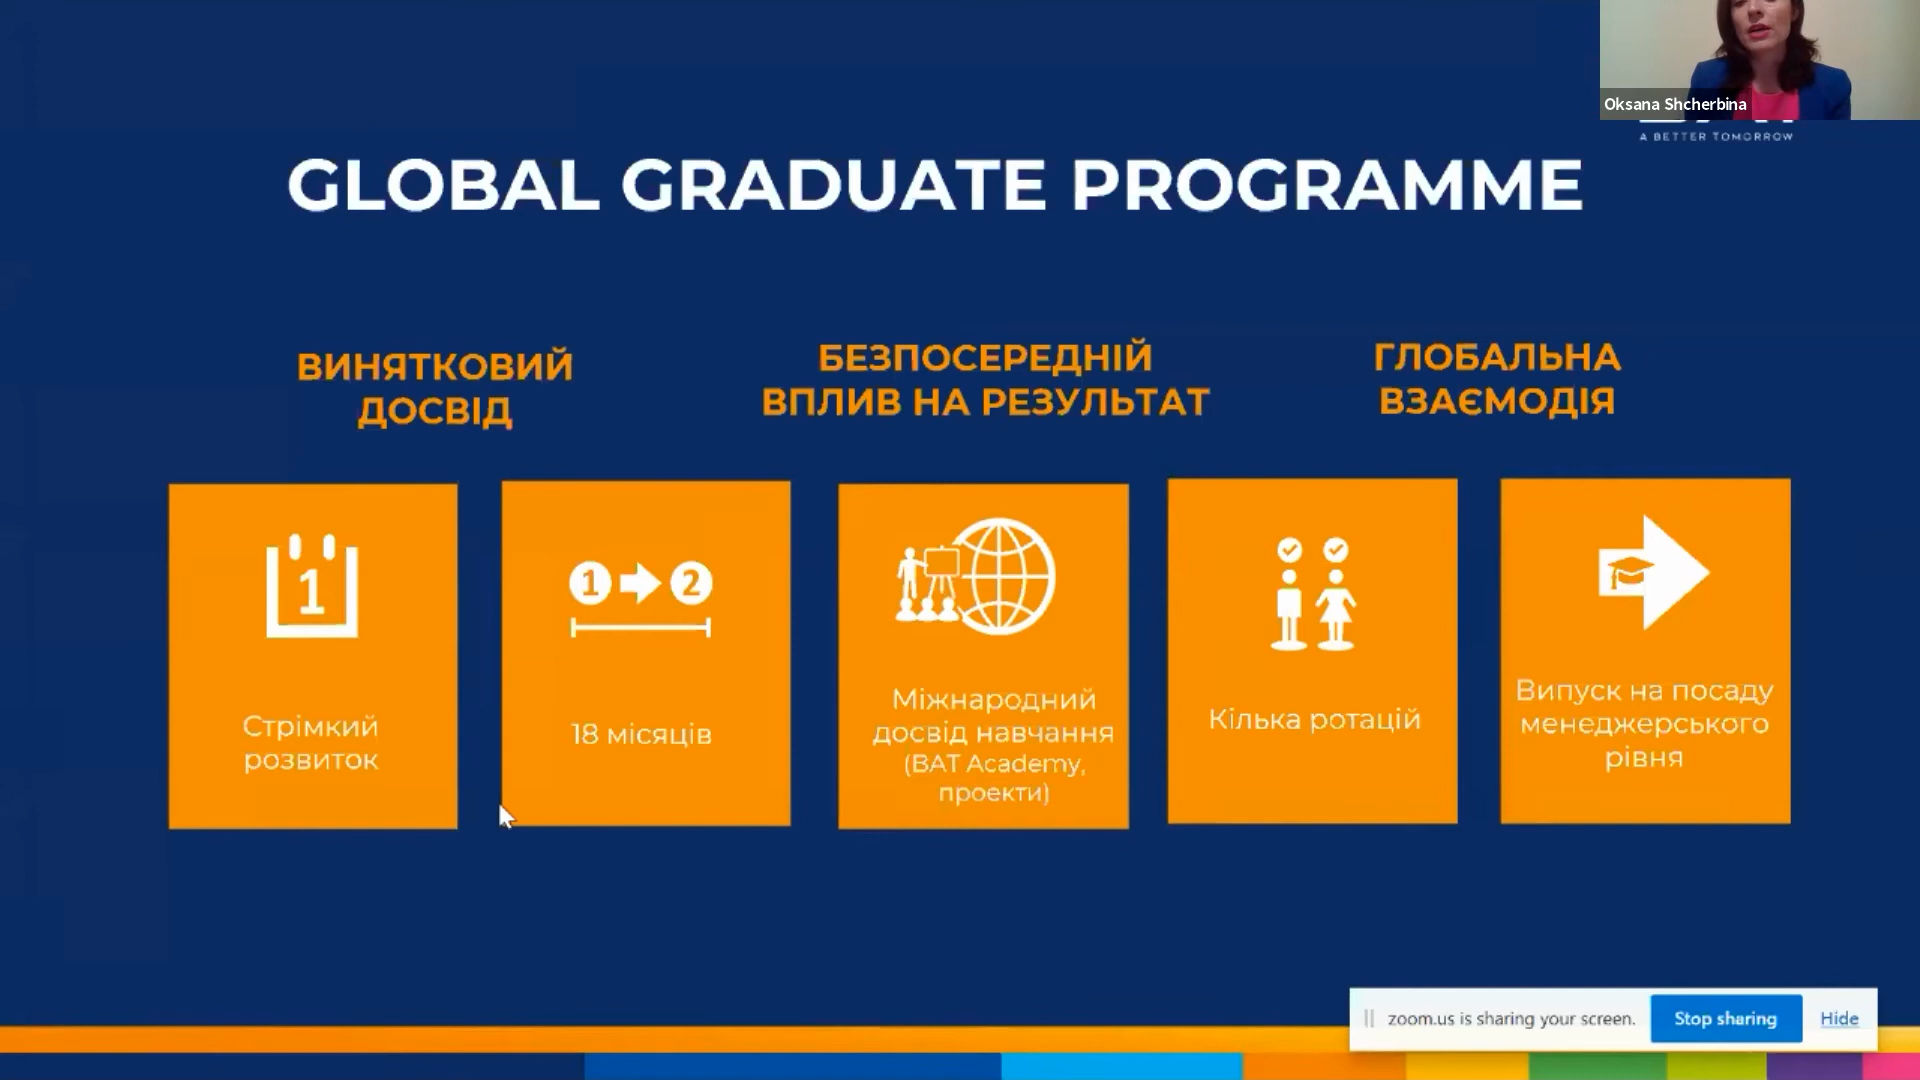 Oksana Shcherbina
A BETTER TOMORROW
GLOBAL GRADUATE PROGRAMME
ВИНЯТКОВИЙ
ДОСВІД
БЕЗПОСЕРЕДНІЙ
ВПЛИВ НА РЕЗУЛЬТАТ
ГЛОБАЛЬНА
ВЗАЄМОДІЯ
1
Стрімкий
розвиток
1 2
18 місяців
Міжнародний
досвід навчання
(BAT Academy,
проекти)
Кілька ротацій
Випуск на посаду
менеджерського
рівня
zoom.us is sharing your screen.
Stop sharing
Hide